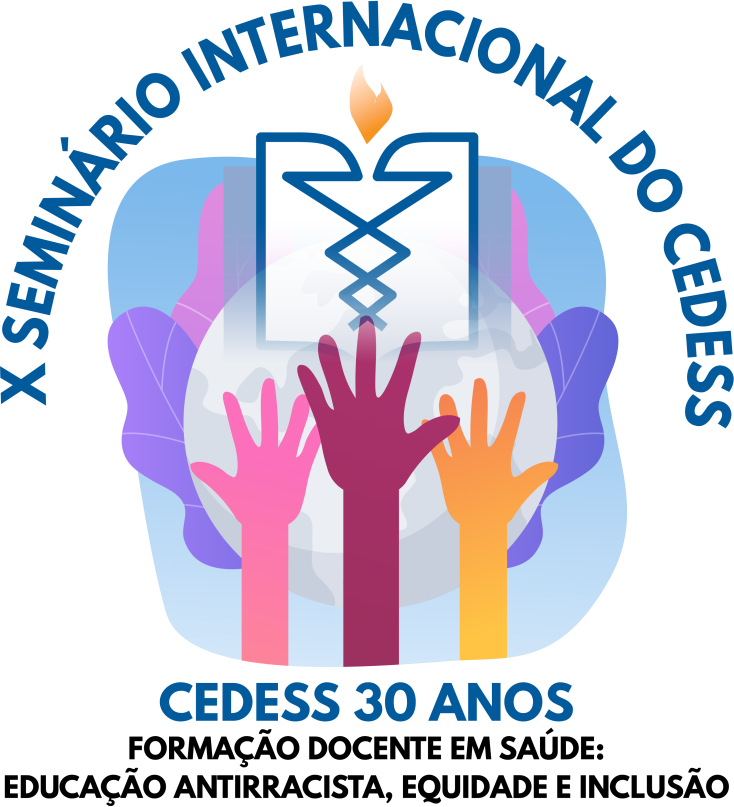 X SEMINÁRIO INTERNACIONAL DO CEDESS
CEDESS 30 ANOS
FORMAÇÃO DOCENTE EM SAÚDE:
EDUCAÇÃO ANTIRRACISTA, EQUIDADE E INCLUSÃO